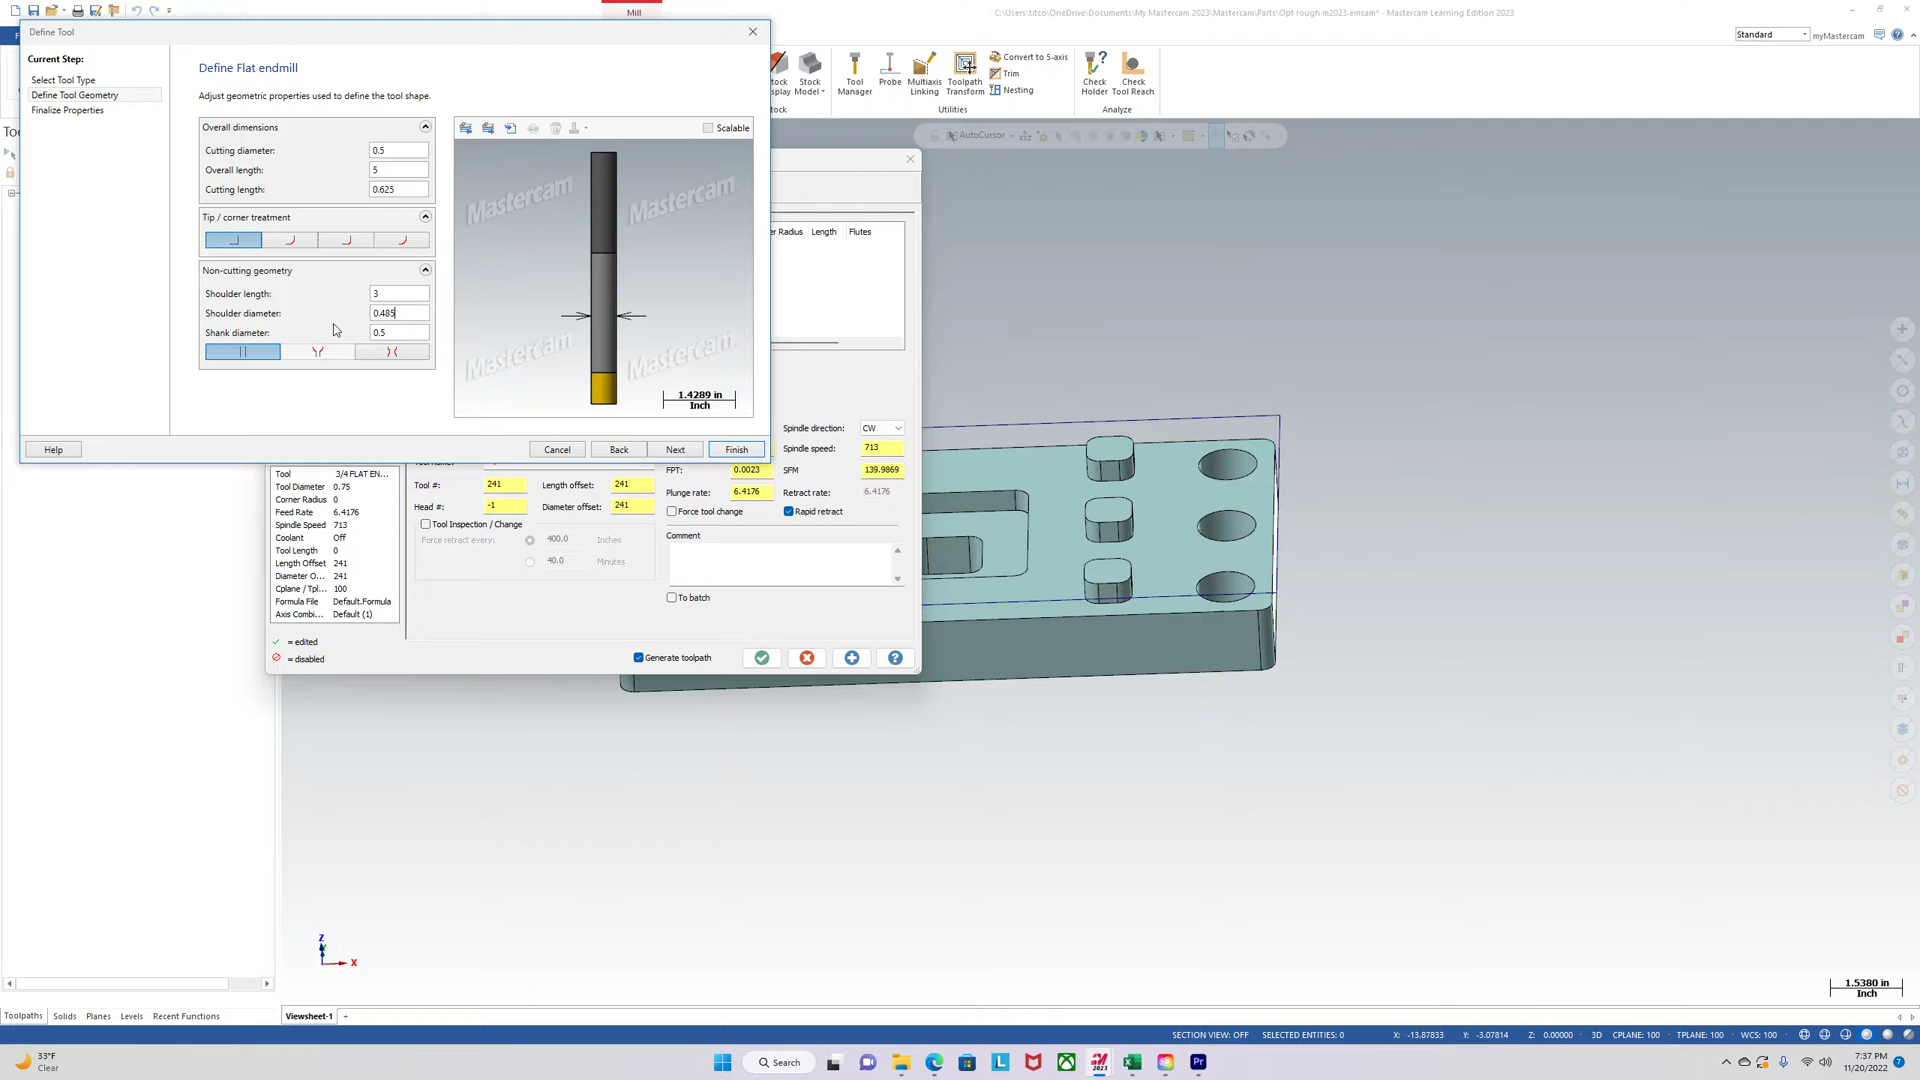 Mill
C:\Users\titco\OneDrive\Documents\My Mastercam 2023\Mastercam\Parts\Opt rough m2023.emcam* - Mastercam Learning Edition 2023
Define Tool
Standard
myMastercam
Current Step:
Select Tool Type
Define Tool Geometry
Finalize Properties
Define Flat endmill
Adjust geometric properties used to define the tool shape.
Overall dimensions
Cutting diameter: 0.5
Overall length: 5
Cutting length: 0.625
Tip / corner treatment
Non-cutting geometry
Shoulder length: 3
Shoulder diameter: 0.485
Shank diameter: 0.5
Scalable
Mastercam
Mastercam
Mastercam
Mastercam
1.4289 in
Inch
Help
Cancel
Back
Next
Finish
Stock Model
Tool Manager
Probe
Multiaxis Linking
Toolpath Transform
Convert to 5-axis
Trim
Nesting
Check Holder
Check Tool Reach
Utilities
Analyze
AutoCursor
Length
Flutes
Spindle direction: CW
Spindle speed: 713
FPT: 0.0023
SFM 139.9869
Tool #: 241
Length offset: 241
Plunge rate: 6.4176
Retract rate: 6.4176
Head #: -1
Diameter offset: 241
Force tool change
Rapid retract
Tool Inspection / Change
Force retract every: 400.0 Inches
40.0 Minutes
Comment
To batch
Tool 3/4 FLAT EN...
Tool Diameter 0.75
Corner Radius 0
Feed Rate 6.4176
Spindle Speed 713
Coolant Off
Tool Length 0
Length Offset 241
Diameter O... 241
Cplane / Tpl... 100
Formula File Default.Formula
Axis Combi... Default (1)
= edited
= disabled
Generate toolpath
Z
X
1.5380 in
Inch
Toolpaths
Solids
Planes
Levels
Recent Functions
Viewsheet-1
+
SECTION VIEW: OFF
SELECTED ENTITIES: 0
X: -13.87833
Y: -3.07814
Z: 0.00000
3D
CPLANE: 100
TPLANE: 100
WCS: 100
33°F
Clear
Search
2023
Pr
7:37 PM
11/20/2022